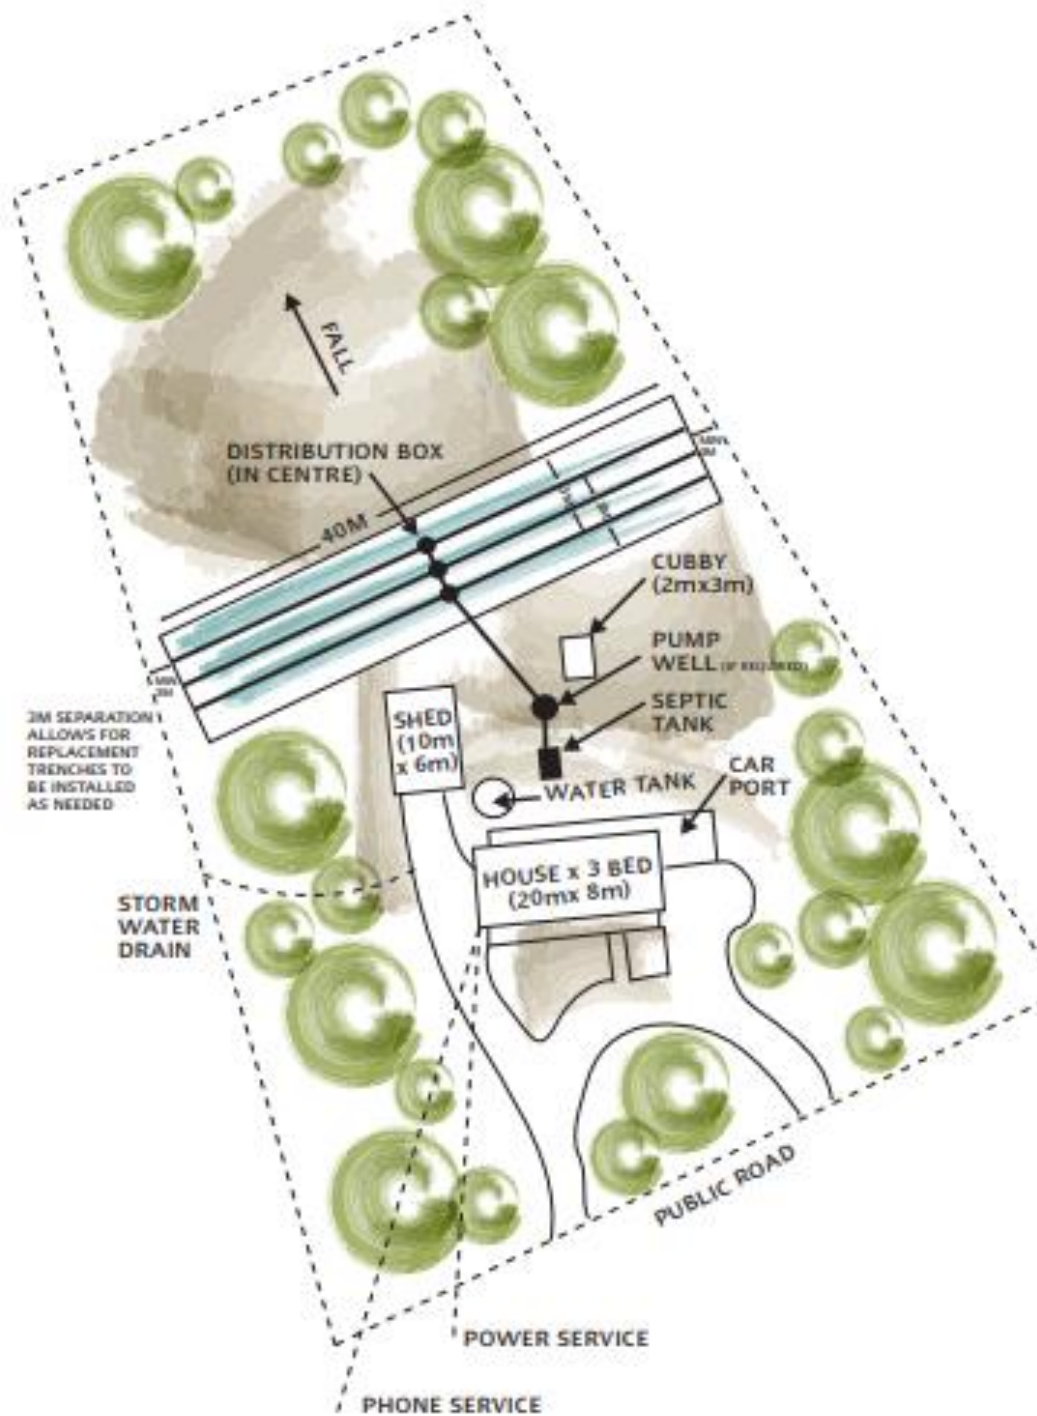 FALL
DISTRIBUTION BOX
(IN CENTRE)
40M
CUBBY
(2mx3m)
PUMP
WELL (IF REQUIRED)
SEPTIC
TANK
SHED
(10m
x 6m)
3M SEPARATION
ALLOWS FOR
REPLACEMENT
TRENCHES TO
BE INSTALLED
AS NEEDED
WATER TANK
CAR
PORT
HOUSE x 3 BED
(20mx 8m)
STORM
WATER
DRAIN
PUBLIC ROAD
POWER SERVICE
PHONE SERVICE